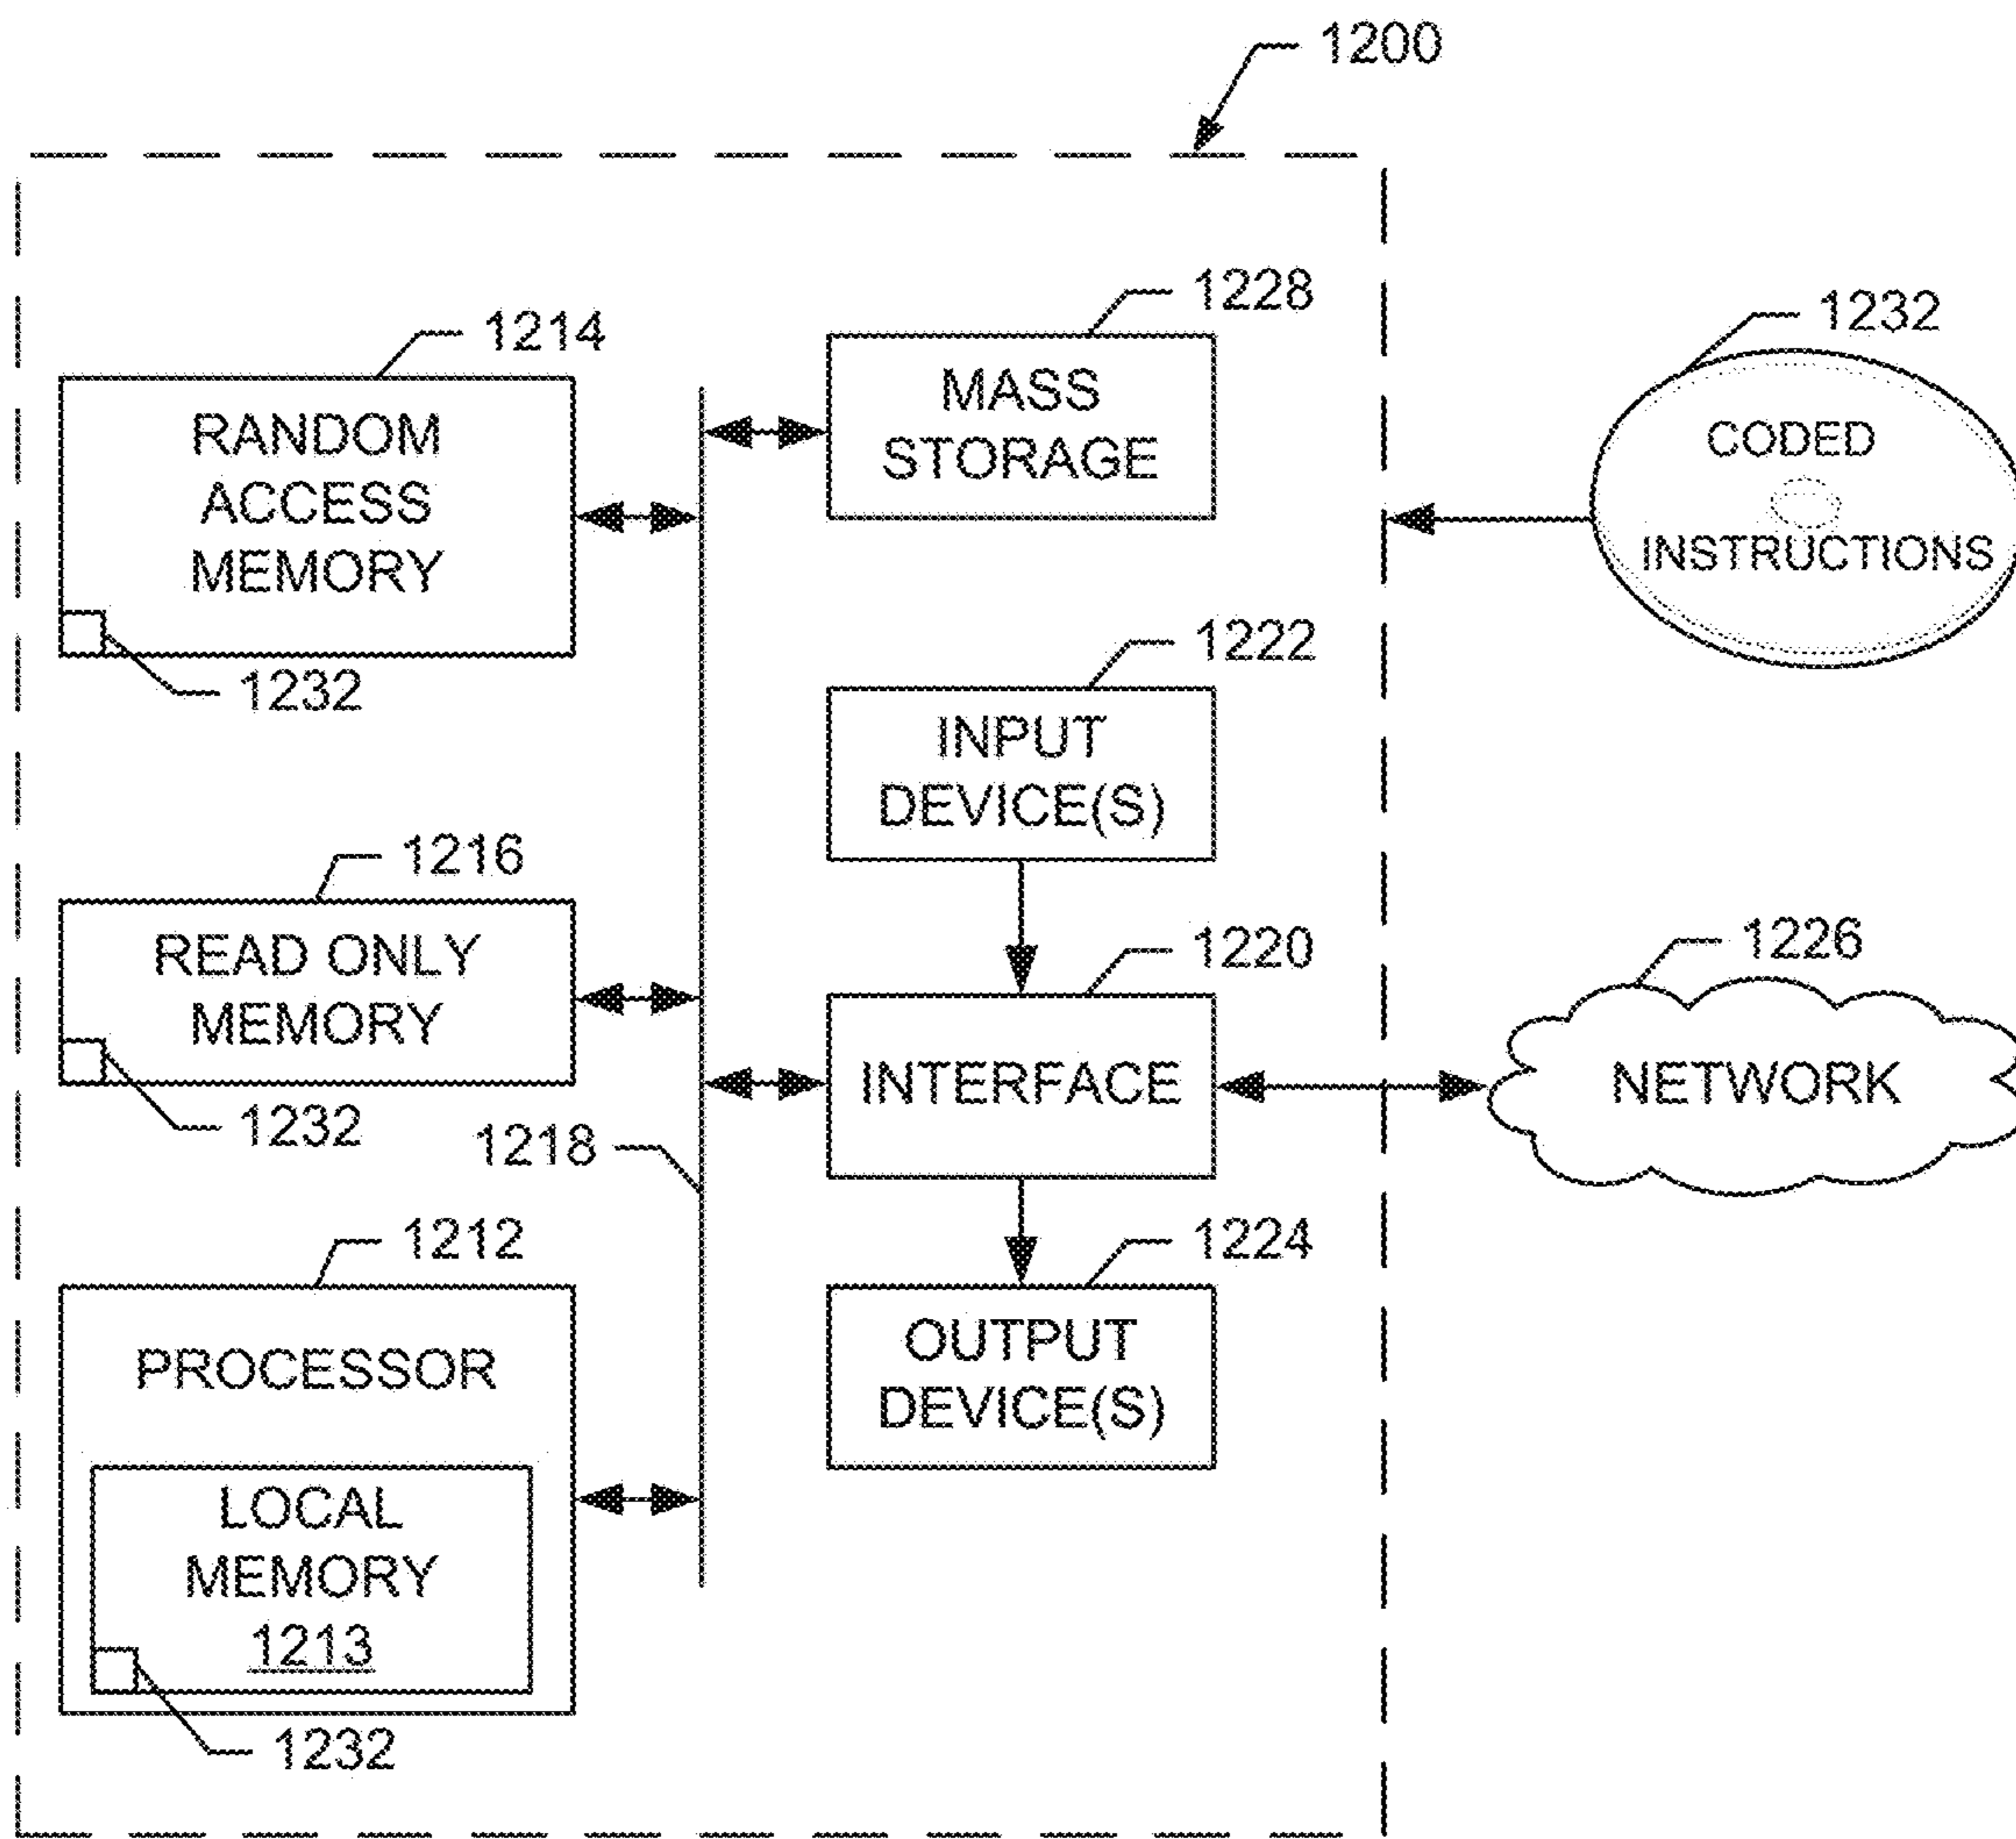 1200
1228
1214
1232
MASS
STORAGE
RANDOM
ACCESS
MEMORY
CODED
INSTRUCTIONS
1232
1222
INPUT
DEVICE(S)
1216
READ ONLY
MEMORY
1232
1220
1226
INTERFACE
NETWORK
1218
1212
PROCESSOR
1224
OUTPUT
DEVICE(S)
LOCAL
MEMORY
1213
1232